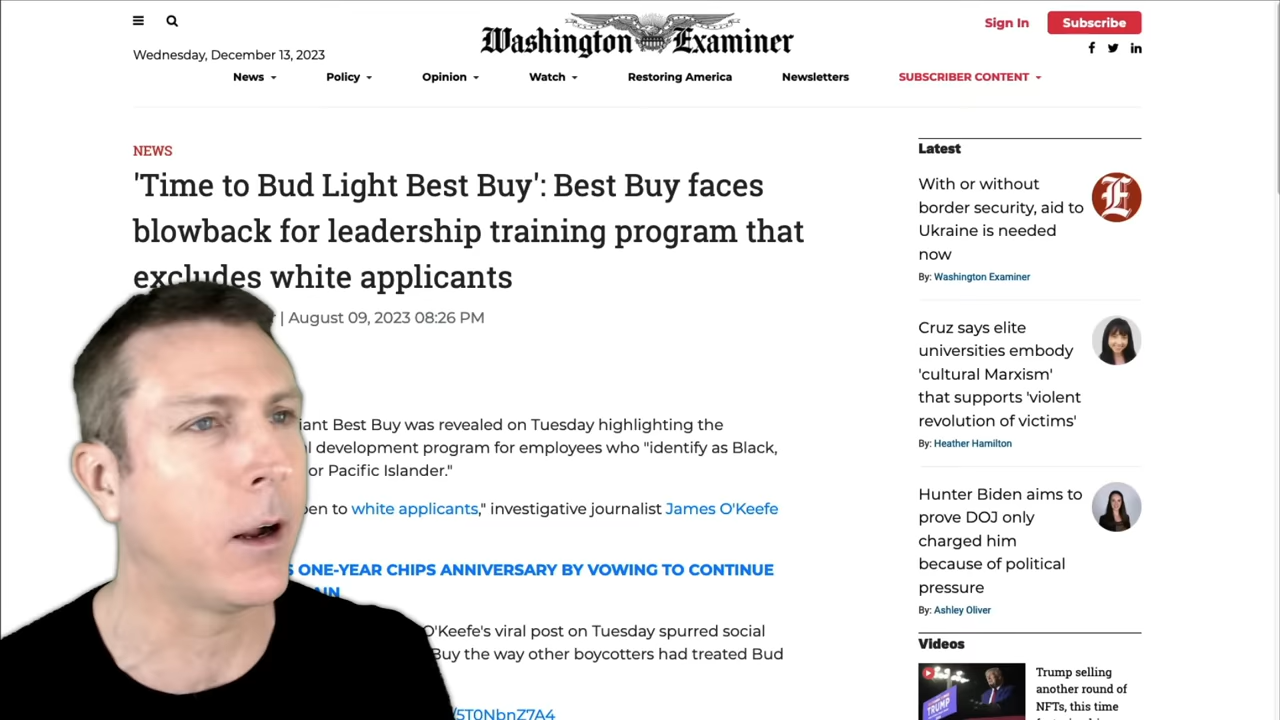 Washington Examiner
Sign In
Subscribe
Wednesday, December 13, 2023
News
Policy
Opinion
Watch
Restoring America
Newsletters
SUBSCRIBER CONTENT
NEWS
'Time to Bud Light Best Buy': Best Buy faces
blowback for leadership training program that
excludes white applicants
| August 09, 2023 08:26 PM
Best Buy was revealed on Tuesday highlighting the
development program for employees who "identify as Black,
or Pacific Islander."
to white applicants," investigative journalist James O'Keefe
ONE-YEAR CHIPS ANNIVERSARY BY VOWING TO CONTINUE
O'Keefe's viral post on Tuesday spurred social
Buy the way other boycotters had treated Bud
/5T0NbnZ7A4
Latest
With or without
border security, aid to
Ukraine is needed
now
By: Washington Examiner
Cruz says elite
universities embody
'cultural Marxism'
that supports 'violent
revolution of victims'
By: Heather Hamilton
Hunter Biden aims to
prove DOJ only
charged him
because of political
pressure
By: Ashley Oliver
Videos
TRUMP
Trump selling
another round of
NFTs, this time